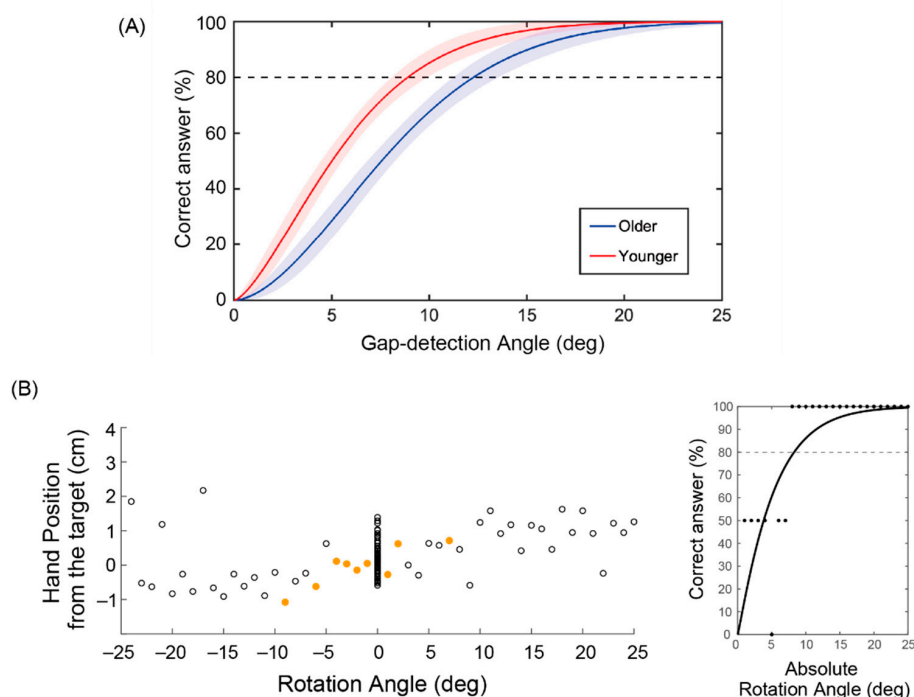 (A)
Correct answer (%)
100
80
60
40
20
0
0 5 10 15 20 25
Gap-detection Angle (deg)
Older
Younger
(B)
Hand Position
from the target (cm)
4
3
2
1
0
–1
–25 –20 –15 –10 –5 0 5 10 15 20 25
Rotation Angle (deg)
Correct answer (%)
100
90
80
70
60
50
40
30
20
10
0
0 5 10 15 20 25
Absolute
Rotation Angle (deg)